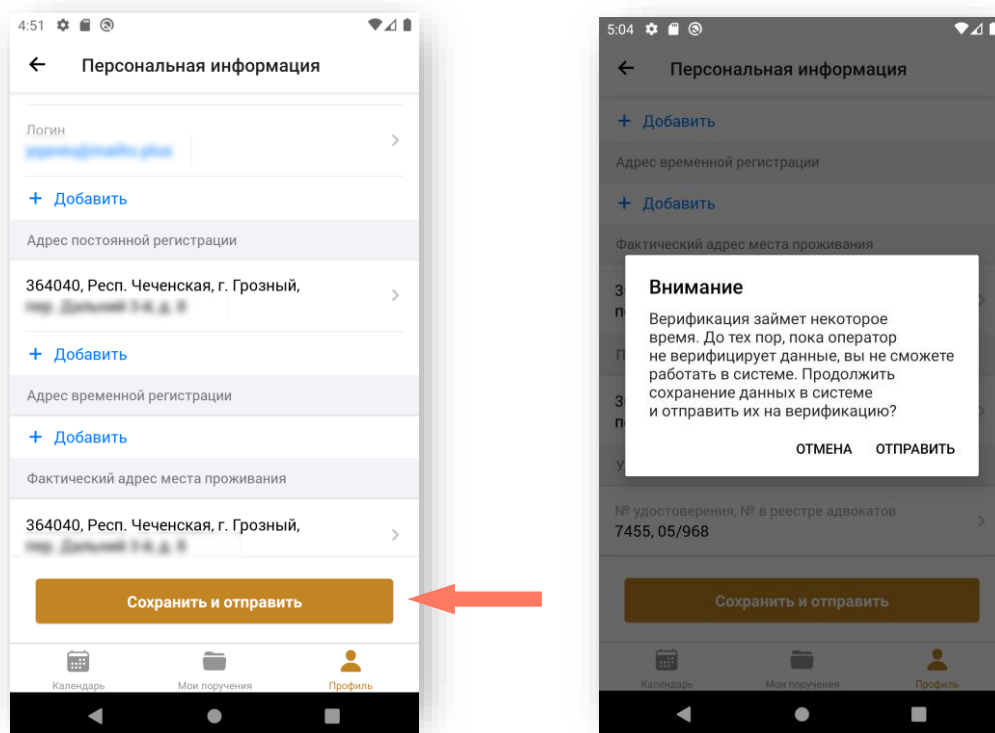 4:51
Персональная информация
Логин
+ Добавить
Адрес постоянной регистрации
364040, Респ. Чеченская, г. Грозный,
+ Добавить
Адрес временной регистрации
+ Добавить
Фактический адрес места проживания
364040, Респ. Чеченская, г. Грозный,
Сохранить и отправить
Календарь
Мои поручения
Профиль
5:04
Персональная информация
+ Добавить
Адрес временной регистрации
+ Добавить
Фактический адрес места проживания
Внимание
Верификация займет некоторое
время. До тех пор, пока оператор
не верифицирует данные, вы не сможете
работать в системе. Продолжить
сохранение данных в системе
и отправить их на верификацию?
ОТМЕНА ОТПРАВИТЬ
№ удостоверения, № в реестре адвокатов
7455, 05/968
Сохранить и отправить
Календарь
Мои поручения
Профиль